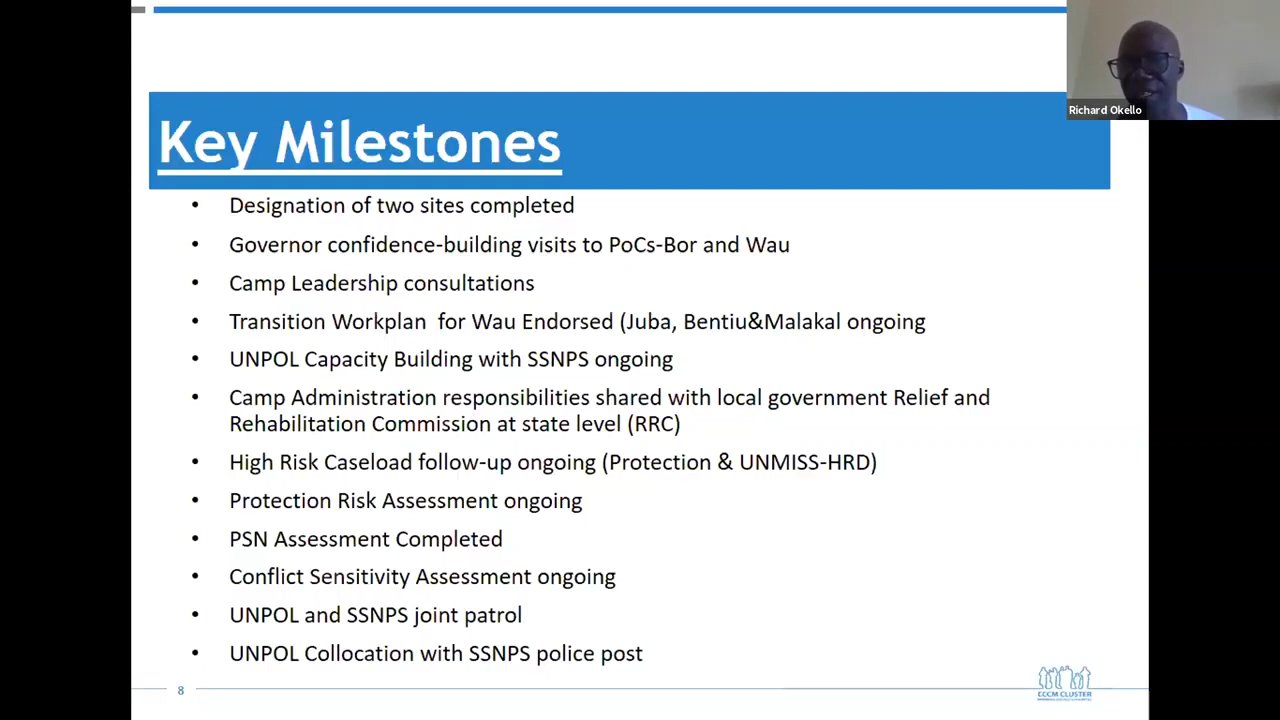 Richard Okello
Key Milestones
• Designation of two sites completed
• Governor confidence-building visits to PoCs-Bor and Wau
• Camp Leadership consultations
• Transition Workplan for Wau Endorsed (Juba, Bentiu&Malakal ongoing
• UNPOL Capacity Building with SSNPS ongoing
• Camp Administration responsibilities shared with local government Relief and
Rehabilitation Commission at state level (RRC)
• High Risk Caseload follow-up ongoing (Protection & UNMISS-HRD)
• Protection Risk Assessment ongoing
• PSN Assessment Completed
• Conflict Sensitivity Assessment ongoing
• UNPOL and SSNPS joint patrol
• UNPOL Collocation with SSNPS police post
8
CCCM CLUSTER